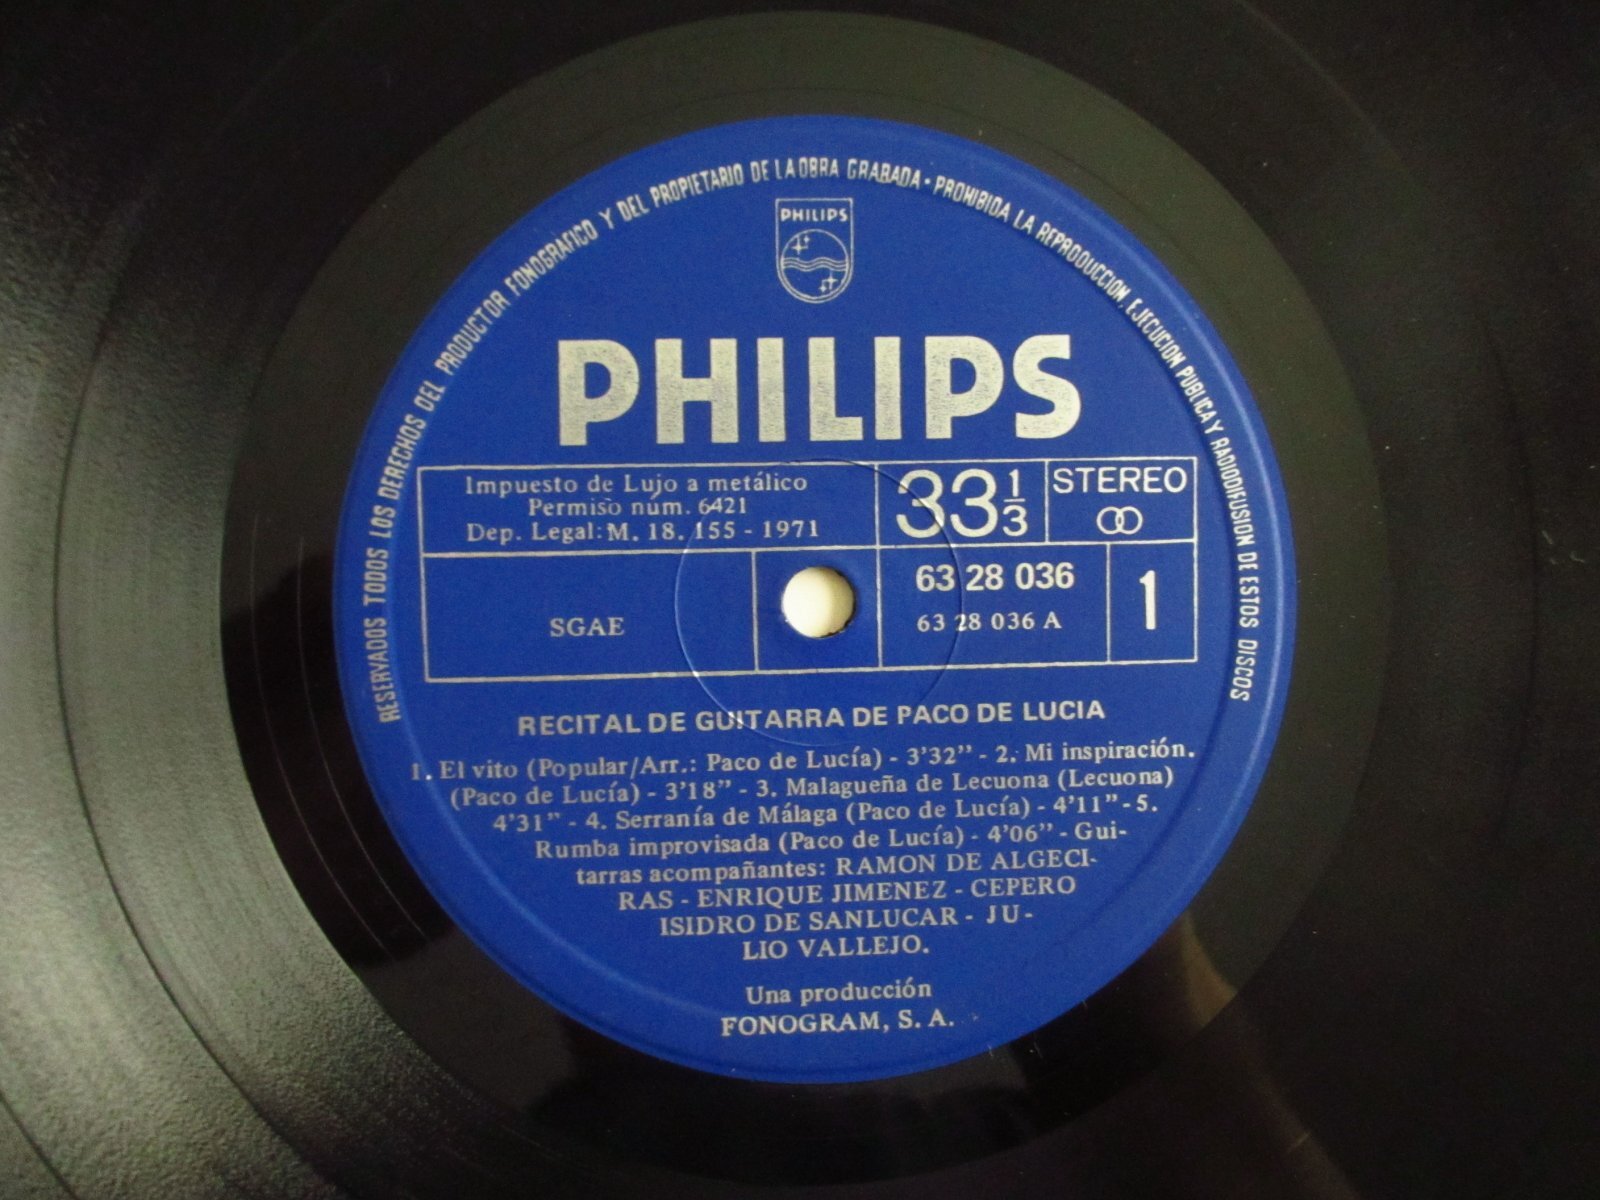 RESERVADOS TODOS LOS DERECHOS DEL PRODUCTOR FONOGRAFICO Y DEL PROPIETARIO DE LA OBRA GRABADA - PROHIBIDA LA REPRODUCCION, EJECUCION PUBLICA Y RADIODIFUSION DE ESTOS DISCOS
PHILIPS
PHILIPS
Impuesto de Lujo a metálico
Permiso núm. 6421
Dep. Legal: M. 18.155 - 1971
33 1/3
STEREO
SGAE
63 28 036
63 28 036 A
1
RECITAL DE GUITARRA DE PACO DE LUCIA
1. El vito (Popular/Arr.: Paco de Lucía) - 3'32" - 2. Mi inspiración.
(Paco de Lucía) - 3'18" - 3. Malagueña de Lecuona (Lecuona)
4'31" - 4. Serranía de Málaga (Paco de Lucía) - 4'11" - 5.
Rumba improvisada (Paco de Lucía) - 4'06" - Gui-
tarras acompañantes: RAMON DE ALGECI-
RAS - ENRIQUE JIMENEZ - CEPERO
ISIDRO DE SANLUCAR - JU-
LIO VALLEJO.
Una producción
FONOGRAM, S. A.